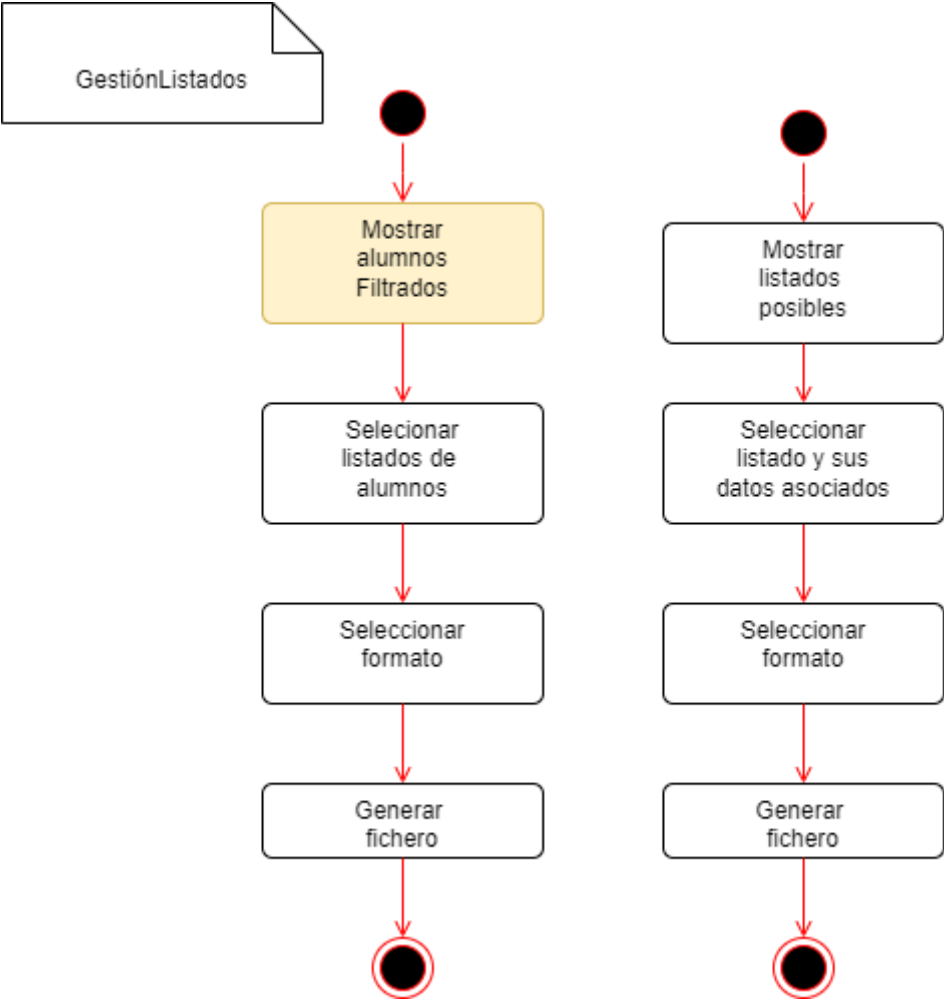 GestiónListados
Mostrar
alumnos
Filtrados
Selecionar
listados de
alumnos
Seleccionar
formato
Generar
fichero
Mostrar
listados
posibles
Seleccionar
listado y sus
datos asociados
Seleccionar
formato
Generar
fichero